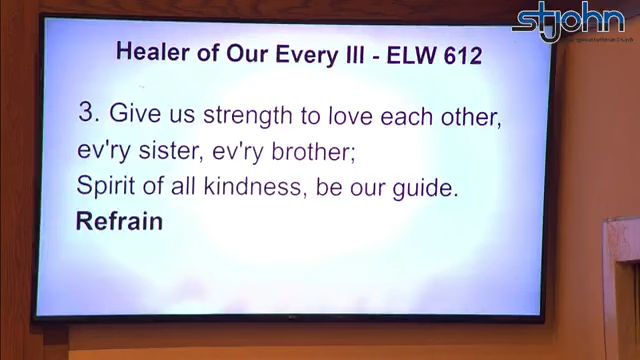 stjohn
Healer of Our Every Ill - ELW 612
3. Give us strength to love each other,
ev'ry sister, ev'ry brother;
Spirit of all kindness, be our guide.
Refrain